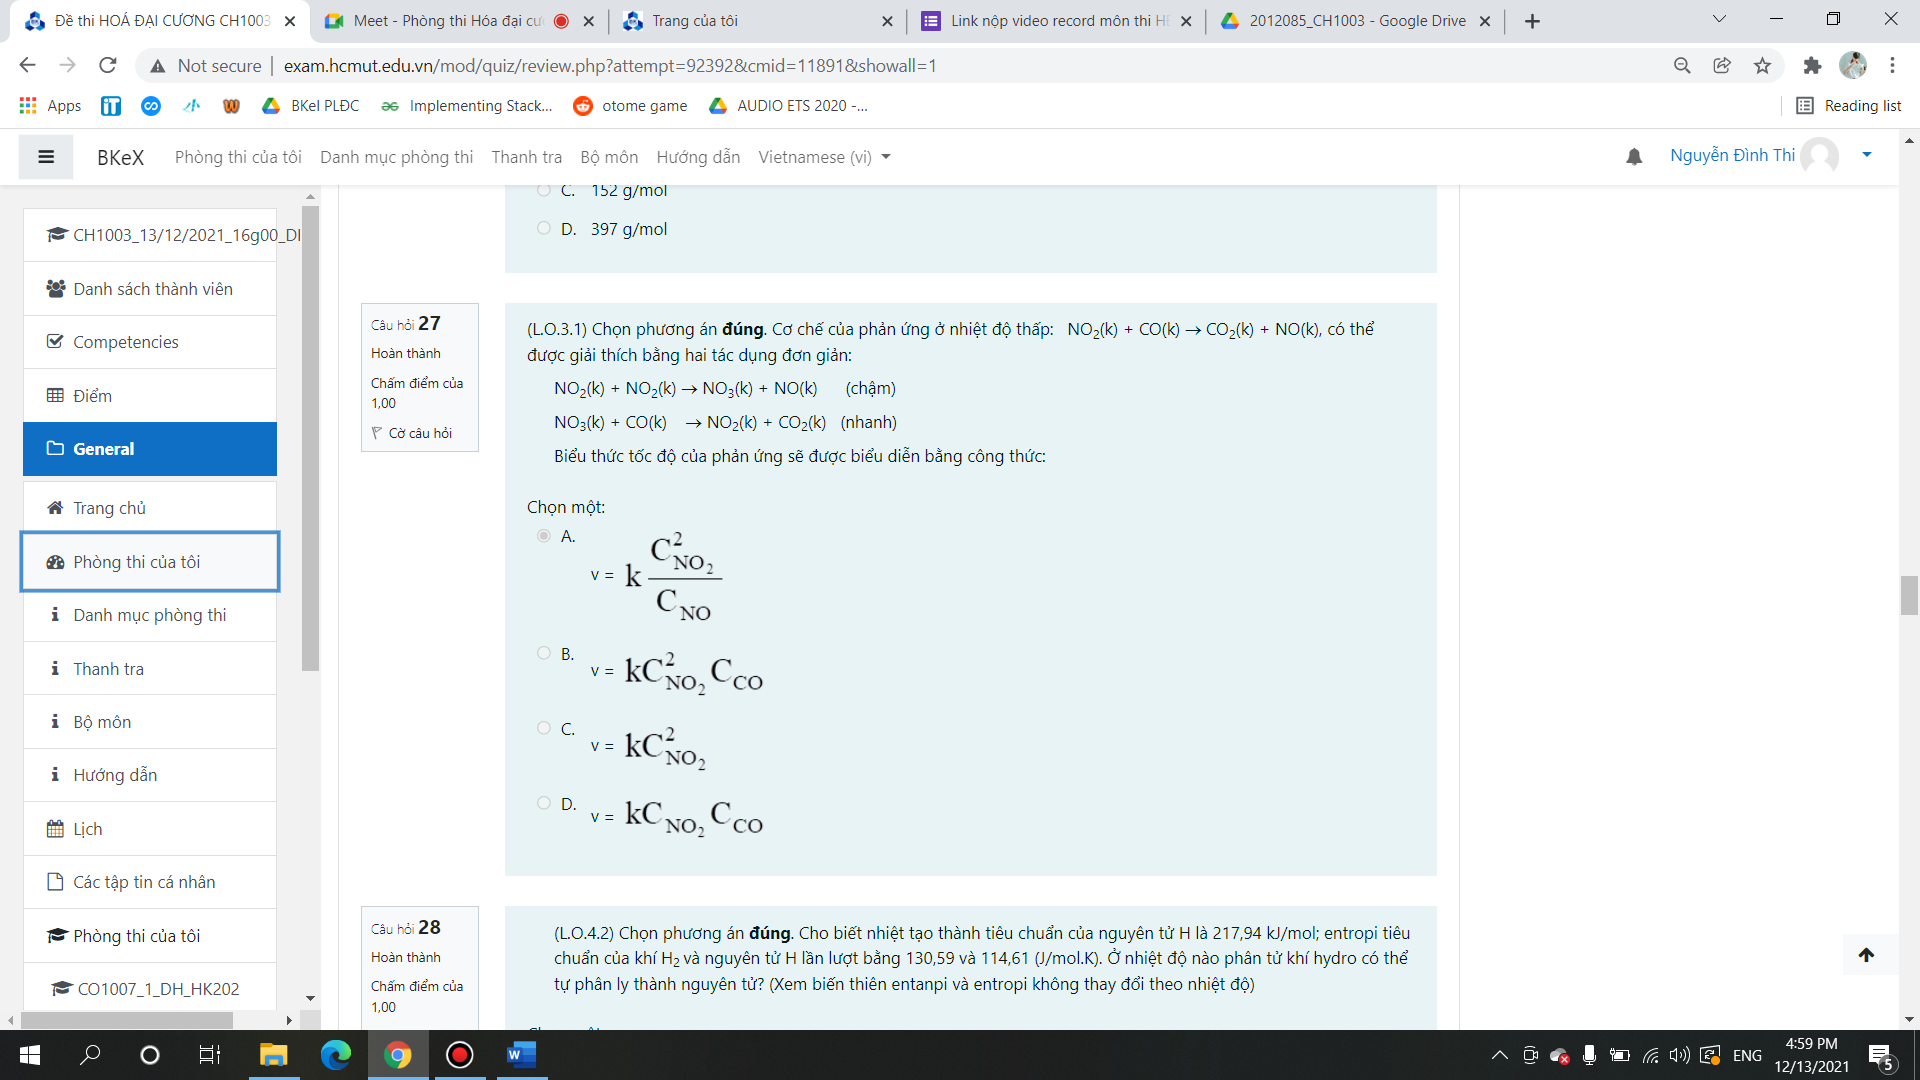 Đề thi HOÁ ĐẠI CƯƠNG CH1003
Meet - Phòng thi Hóa đại cư
Trang của tôi
Link nộp video record môn thi HĐ
2012085_CH1003 - Google Drive
Not secure
exam.hcmut.edu.vn/mod/quiz/review.php?attempt=92392&cmid=11891&showall=1
Apps
BKel PLĐC
Implementing Stack...
otome game
AUDIO ETS 2020 -...
Reading list
BKeX
Phòng thi của tôi
Danh mục phòng thi
Thanh tra
Bộ môn
Hướng dẫn
Vietnamese (vi)
Nguyễn Đình Thi
CH1003_13/12/2021_16g00_DI
Danh sách thành viên
Competencies
Điểm
General
Trang chủ
Phòng thi của tôi
Danh mục phòng thi
Thanh tra
Bộ môn
Hướng dẫn
Lịch
Các tập tin cá nhân
Phòng thi của tôi
CO1007_1_DH_HK202
C. 152 g/mol
D. 397 g/mol
Câu hỏi 27
Hoàn thành
Chấm điểm của
1,00
Cờ câu hỏi
(L.O.3.1) Chọn phương án đúng. Cơ chế của phản ứng ở nhiệt độ thấp: NO₂(k) + CO(k) → CO₂(k) + NO(k), có thể
được giải thích bằng hai tác dụng đơn giản:
NO₂(k) + NO₂(k) → NO₃(k) + NO(k) (chậm)
NO₃(k) + CO(k) → NO₂(k) + CO₂(k) (nhanh)
Biểu thức tốc độ của phản ứng sẽ được biểu diễn bằng công thức:
Chọn một:
A. v = k C²NO₂ / CNO
B. v = kC²NO₂ CCO
C. v = kC²NO₂
D. v = kCNO₂ CCO
Câu hỏi 28
Hoàn thành
Chấm điểm của
1,00
(L.O.4.2) Chọn phương án đúng. Cho biết nhiệt tạo thành tiêu chuẩn của nguyên tử H là 217,94 kJ/mol; entropi tiêu
chuẩn của khí H₂ và nguyên tử H lần lượt bằng 130,59 và 114,61 (J/mol.K). Ở nhiệt độ nào phân tử khí hydro có thể
tự phân ly thành nguyên tử? (Xem biến thiên entanpi và entropi không thay đổi theo nhiệt độ)
ENG
4:59 PM
12/13/2021
5